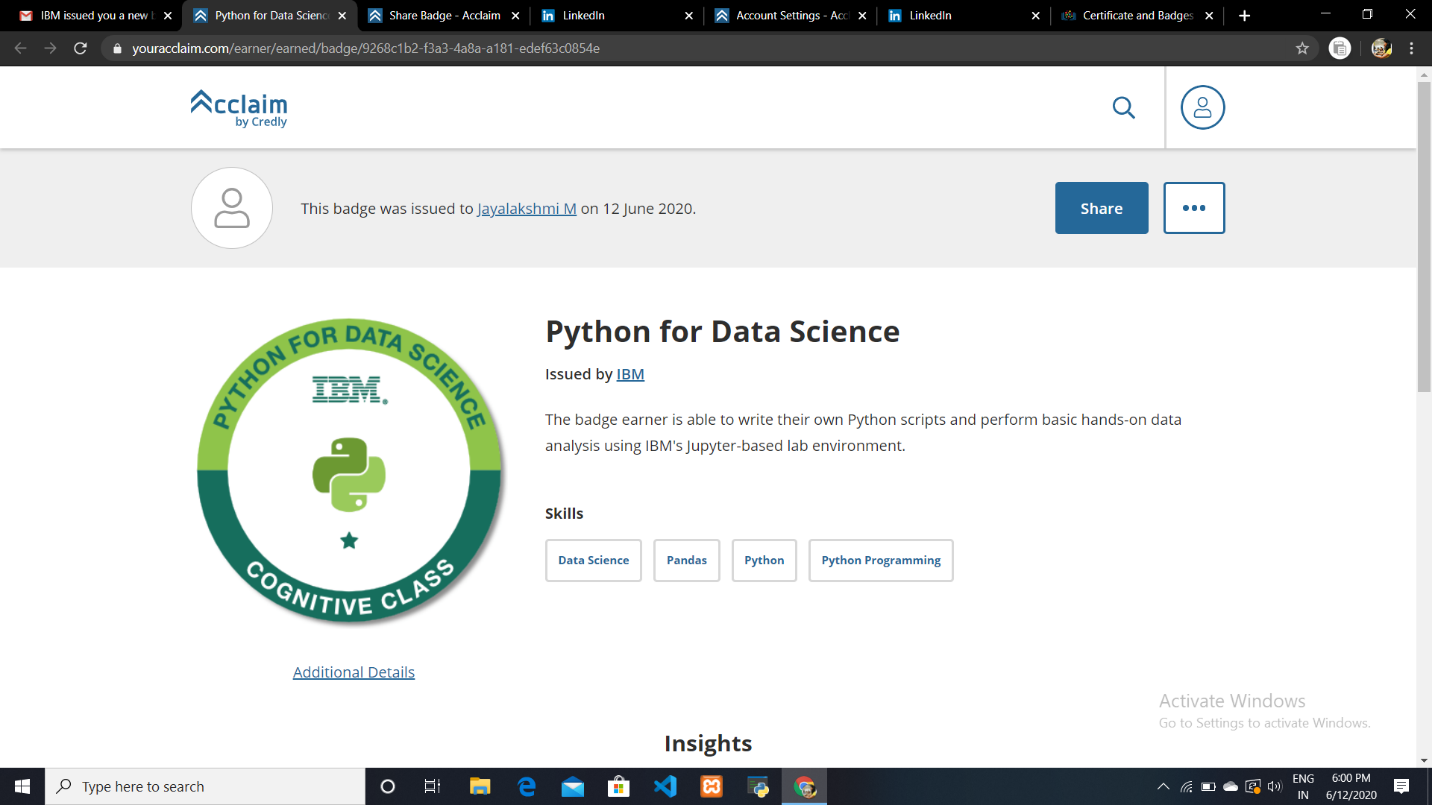 IBM issued you a new b
Python for Data Science
Share Badge - Acclaim
LinkedIn
Account Settings - Accl
LinkedIn
Certificate and Badges
youracclaim.com/earner/earned/badge/9268c1b2-f3a3-4a8a-a181-edef63c0854e
Acclaim
by Credly
This badge was issued to Jayalakshmi M on 12 June 2020.
Share
PYTHON FOR DATA SCIENCE
IBM®
COGNITIVE CLASS
Additional Details
Python for Data Science
Issued by IBM
The badge earner is able to write their own Python scripts and perform basic hands-on data
analysis using IBM's Jupyter-based lab environment.
Skills
Data Science
Pandas
Python
Python Programming
Insights
Activate Windows
Go to Settings to activate Windows.
Type here to search
ENG
IN
6:00 PM
6/12/2020